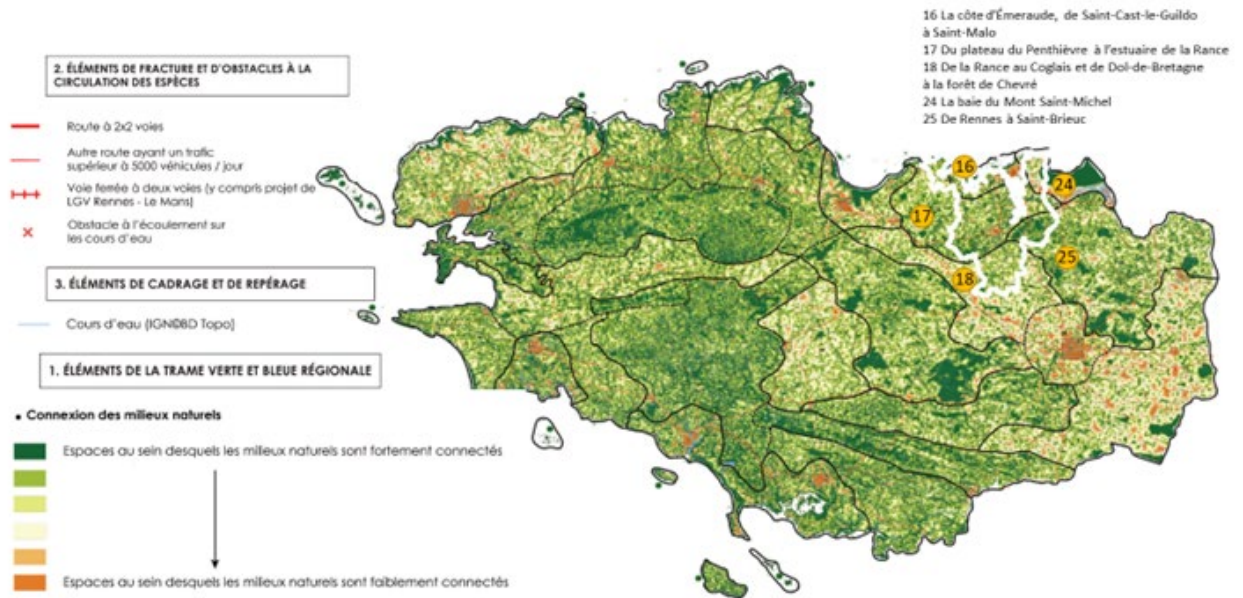 16 La côte d'Émeraude, de Saint-Cast-le-Guildo
à Saint-Malo
17 Du plateau du Penthièvre à l'estuaire de la Rance
18 De la Rance au Coglais et de Dol-de-Bretagne
à la forêt de Chevré
24 La baie du Mont Saint-Michel
25 De Rennes à Saint-Brieuc
2. ÉLÉMENTS DE FRACTURE ET D'OBSTACLES À LA
CIRCULATION DES ESPÈCES
Route à 2x2 voies
Autre route ayant un trafic
supérieur à 5000 véhicules / jour
Voie ferrée à deux voies (y compris projet de
LGV Rennes - Le Mans)
Obstacle à l'écoulement sur
les cours d'eau
3. ÉLÉMENTS DE CADRAGE ET DE REPÉRAGE
Cours d'eau (IGN©BD Topo)
1. ÉLÉMENTS DE LA TRAME VERTE ET BLEUE RÉGIONALE
• Connexion des milieux naturels
Espaces au sein desquels les milieux naturels sont fortement connectés
Espaces au sein desquels les milieux naturels sont faiblement connectés
16
24
17
25
18